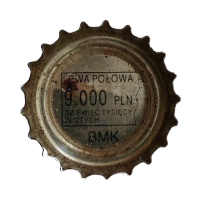 LEWA POŁOWA
9.000 PLN
DZIEWIĘĆ TYSIĘCY
ZŁOTYCH
BMK